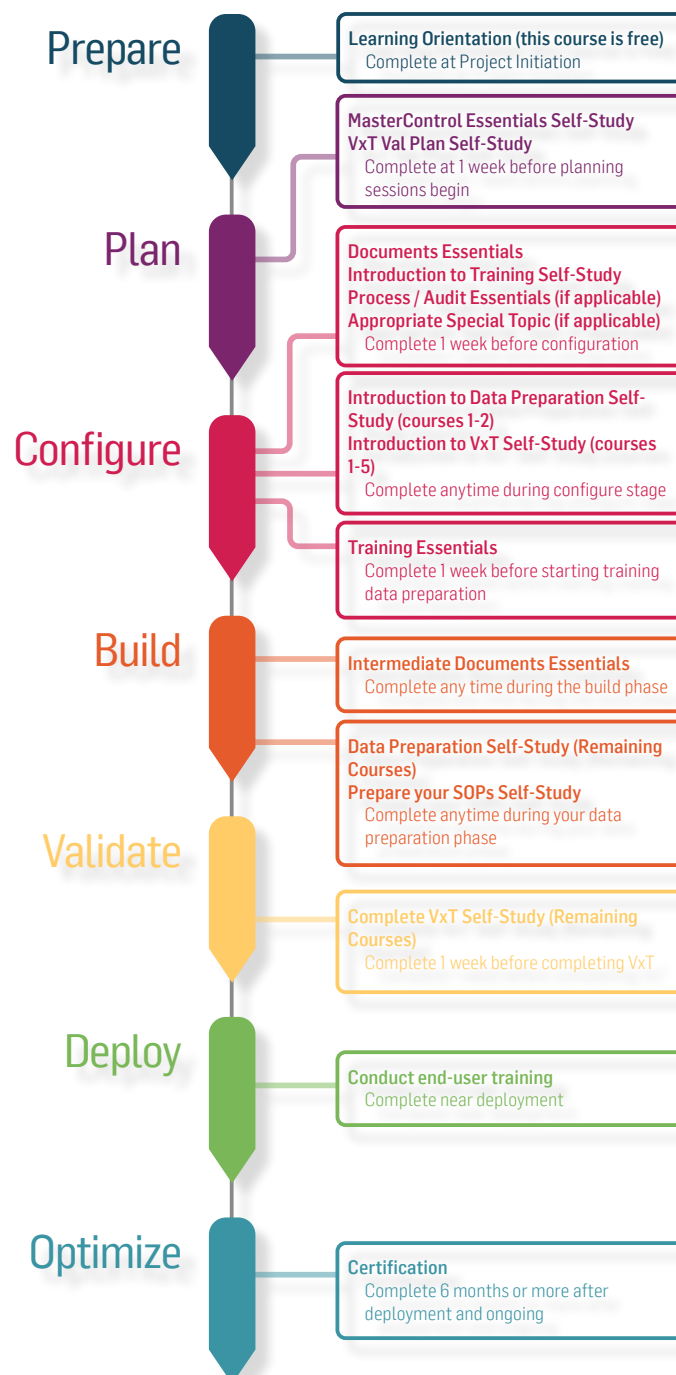 Prepare
Learning Orientation (this course is free)
Complete at Project Initiation
Plan
MasterControl Essentials Self-Study
VxT Val Plan Self-Study
Complete at 1 week before planning
sessions begin
Configure
Documents Essentials
Introduction to Training Self-Study
Process / Audit Essentials (if applicable)
Appropriate Special Topic (if applicable)
Complete 1 week before configuration
Introduction to Data Preparation Self-
Study (courses 1-2)
Introduction to VxT Self-Study (courses
1-5)
Complete anytime during configure stage
Training Essentials
Complete 1 week before starting training
data preparation
Build
Intermediate Documents Essentials
Complete any time during the build phase
Data Preparation Self-Study (Remaining
Courses)
Prepare your SOPs Self-Study
Complete anytime during your data
preparation phase
Validate
Complete VxT Self-Study (Remaining
Courses)
Complete 1 week before completing VxT
Deploy
Conduct end-user training
Complete near deployment
Optimize
Certification
Complete 6 months or more after
deployment and ongoing